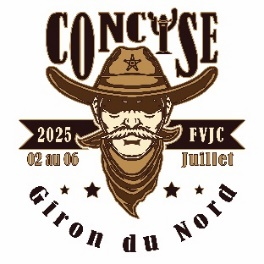 CONCISE
2025 FVJC
02 au 06 Juillet
Giron du Nord